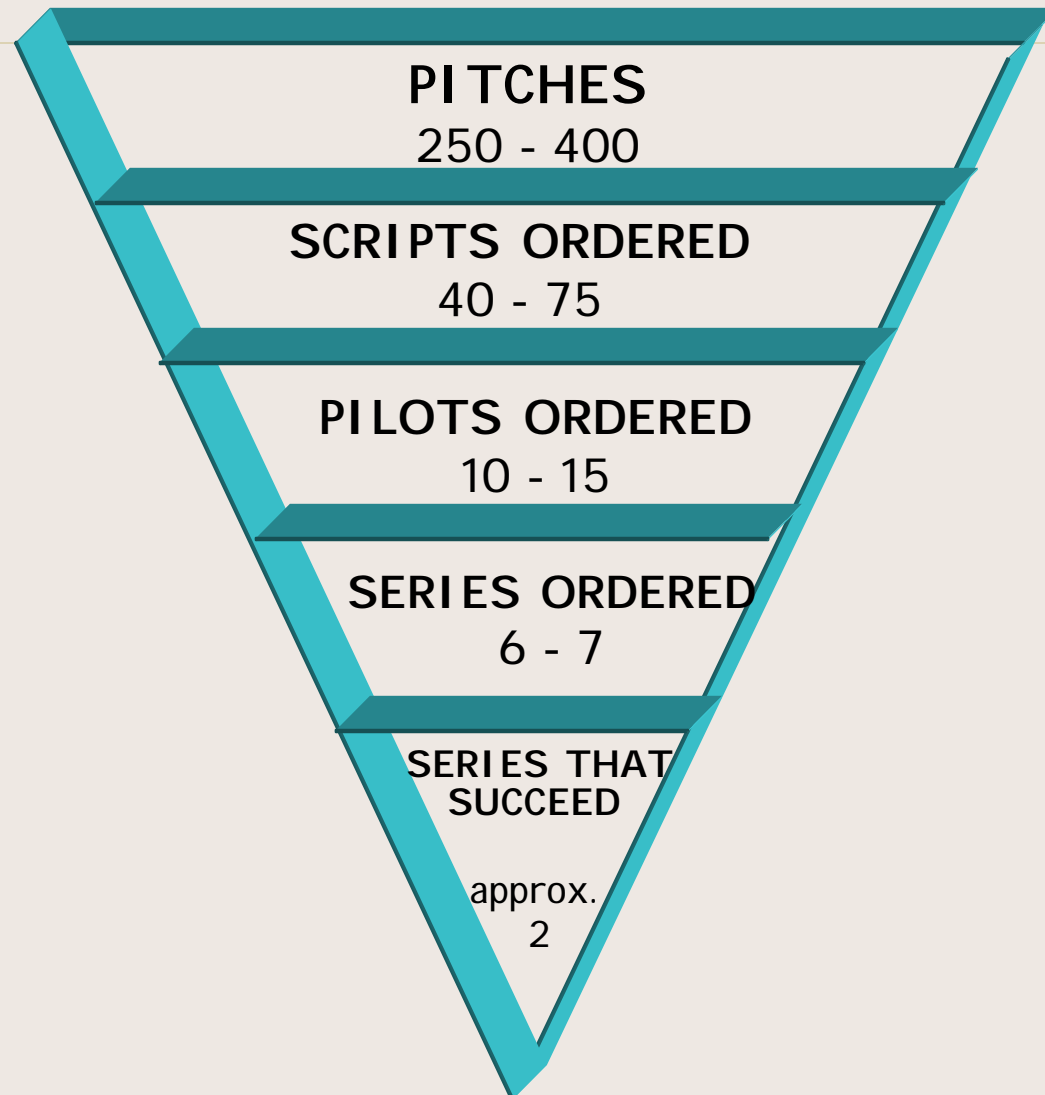 PITCHES
250 - 400
SCRIPTS ORDERED
40 - 75
PILOTS ORDERED
10 - 15
SERIES ORDERED
6 - 7
SERIES THAT
SUCCEED
approx.
2